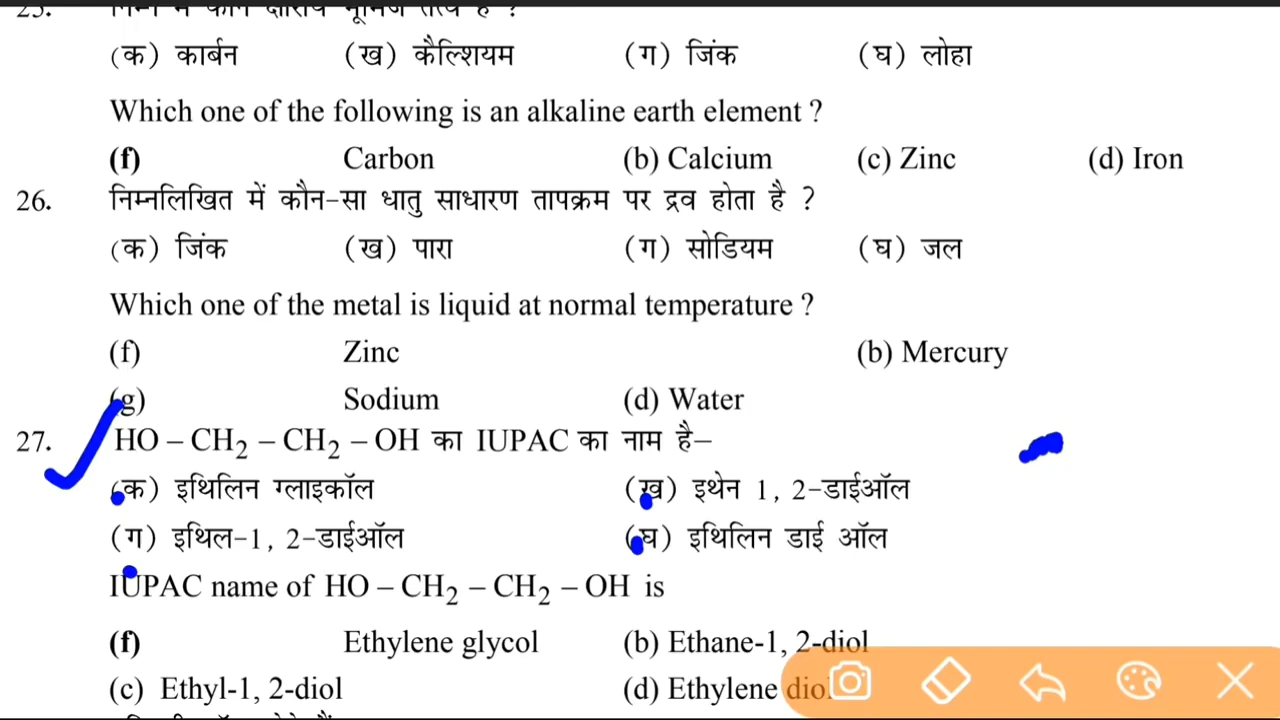 25. निम्न में कौन क्षारीय भूमिज तत्व है ?
(क) कार्बन (ख) कैल्शियम (ग) जिंक (घ) लोहा
Which one of the following is an alkaline earth element ?
(f) Carbon (b) Calcium (c) Zinc (d) Iron
26. निम्नलिखित में कौन-सा धातु साधारण तापक्रम पर द्रव होता है ?
(क) जिंक (ख) पारा (ग) सोडियम (घ) जल
Which one of the metal is liquid at normal temperature ?
(f) Zinc (b) Mercury
(g) Sodium (d) Water
27. HO – CH₂ – CH₂ – OH का IUPAC का नाम है–
(क) इथिलिन ग्लाइकॉल (ख) इथेन 1, 2-डाईऑल
(ग) इथिल-1, 2-डाईऑल (घ) इथिलिन डाई ऑल
IUPAC name of HO – CH₂ – CH₂ – OH is
(f) Ethylene glycol (b) Ethane-1, 2-diol
(c) Ethyl-1, 2-diol (d) Ethylene diol